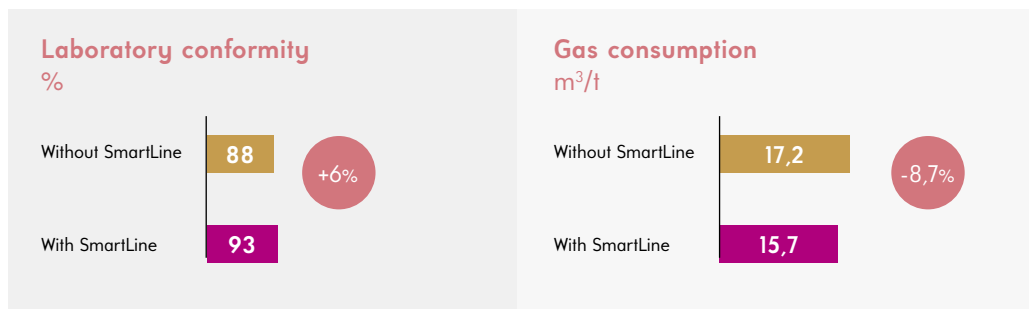 Laboratory conformity
%
Without SmartLine
88
+6%
With SmartLine
93
Gas consumption
m³/t
Without SmartLine
17,2
-8,7%
With SmartLine
15,7